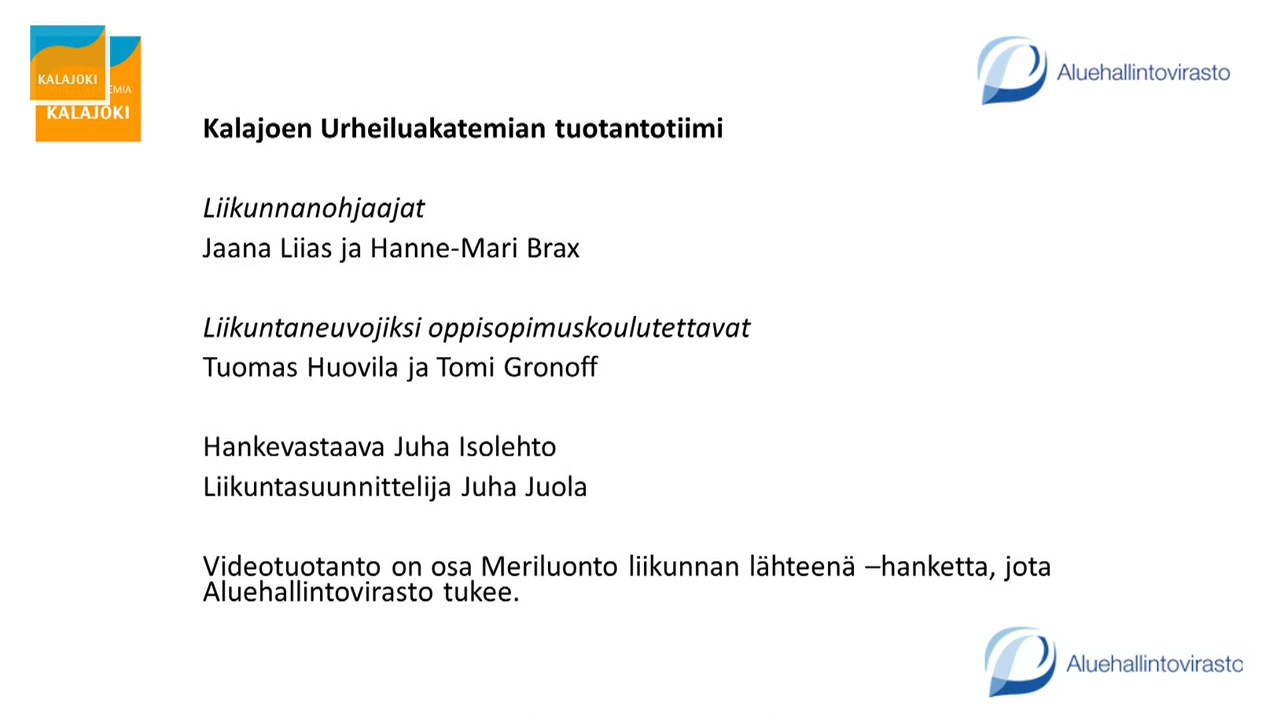 KALAJOKI
EMIA
KALAJOKI
Aluehallintovirasto
Kalajoen Urheiluakatemian tuotantotiimi
Liikunnanohjaajat
Jaana Liias ja Hanne-Mari Brax
Liikuntaneuvojiksi oppisopimuskoulutettavat
Tuomas Huovila ja Tomi Gronoff
Hankevastaava Juha Isolehto
Liikuntasuunnittelija Juha Juola
Videotuotanto on osa Meriluonto liikunnan lähteenä –hanketta, jota
Aluehallintovirasto tukee.
Aluehallintovirasto